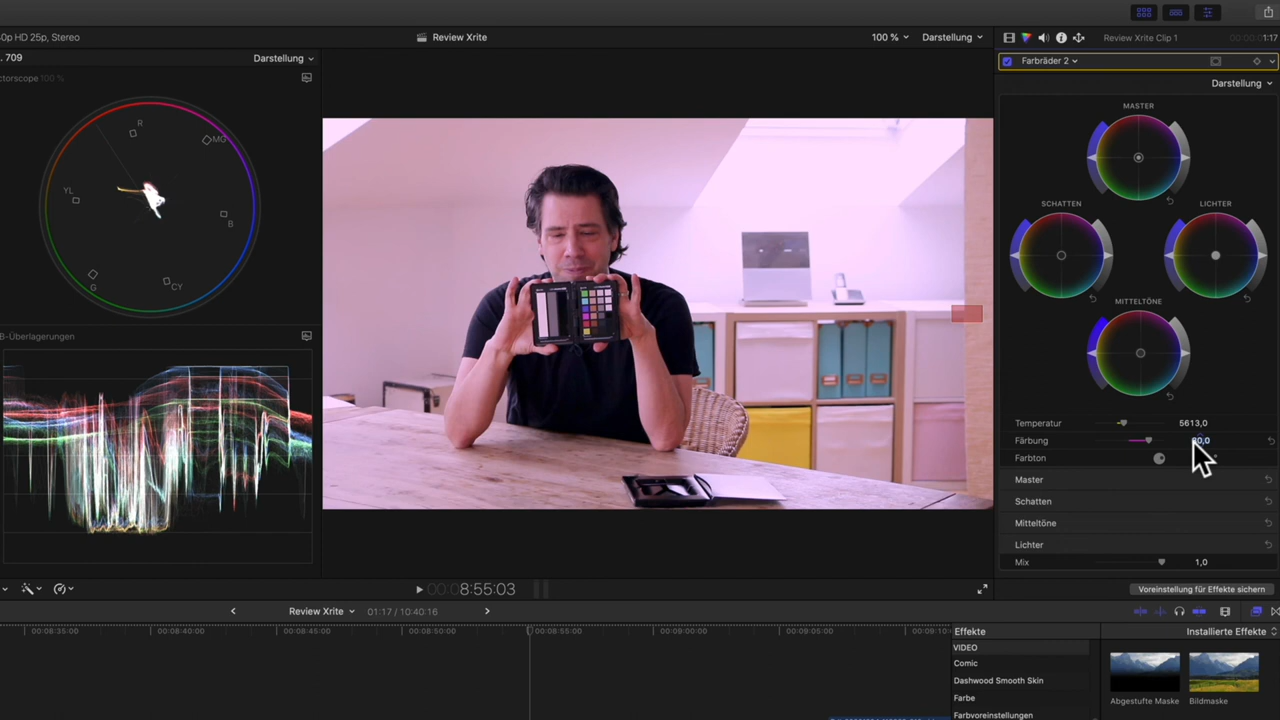 0p HD 25p, Stereo
Review Xrite
100 %
Darstellung
Review Xrite Clip 1
1:17
. 709
Darstellung
Farbräder 2
ctorscope 100 %
Darstellung
MASTER
R
MG
YL
B
G
CY
SCHATTEN
LICHTER
MITTELTÖNE
B-Überlagerungen
Temperatur
5613,0
Färbung
Farbton
Master
Schatten
Mitteltöne
Lichter
Mix
1,0
00:00:8:55:03
Voreinstellung für Effekte sichern
Review Xrite
01:17 / 10:40:16
00:08:35:00
00:08:40:00
00:08:45:00
00:08:50:00
00:08:55:00
00:09:00:00
00:09:05:00
00:09:10:
Effekte
Installierte Effekte
VIDEO
Comic
Dashwood Smooth Skin
Farbe
Farbvoreinstellungen
Abgestufte Maske
Bildmaske